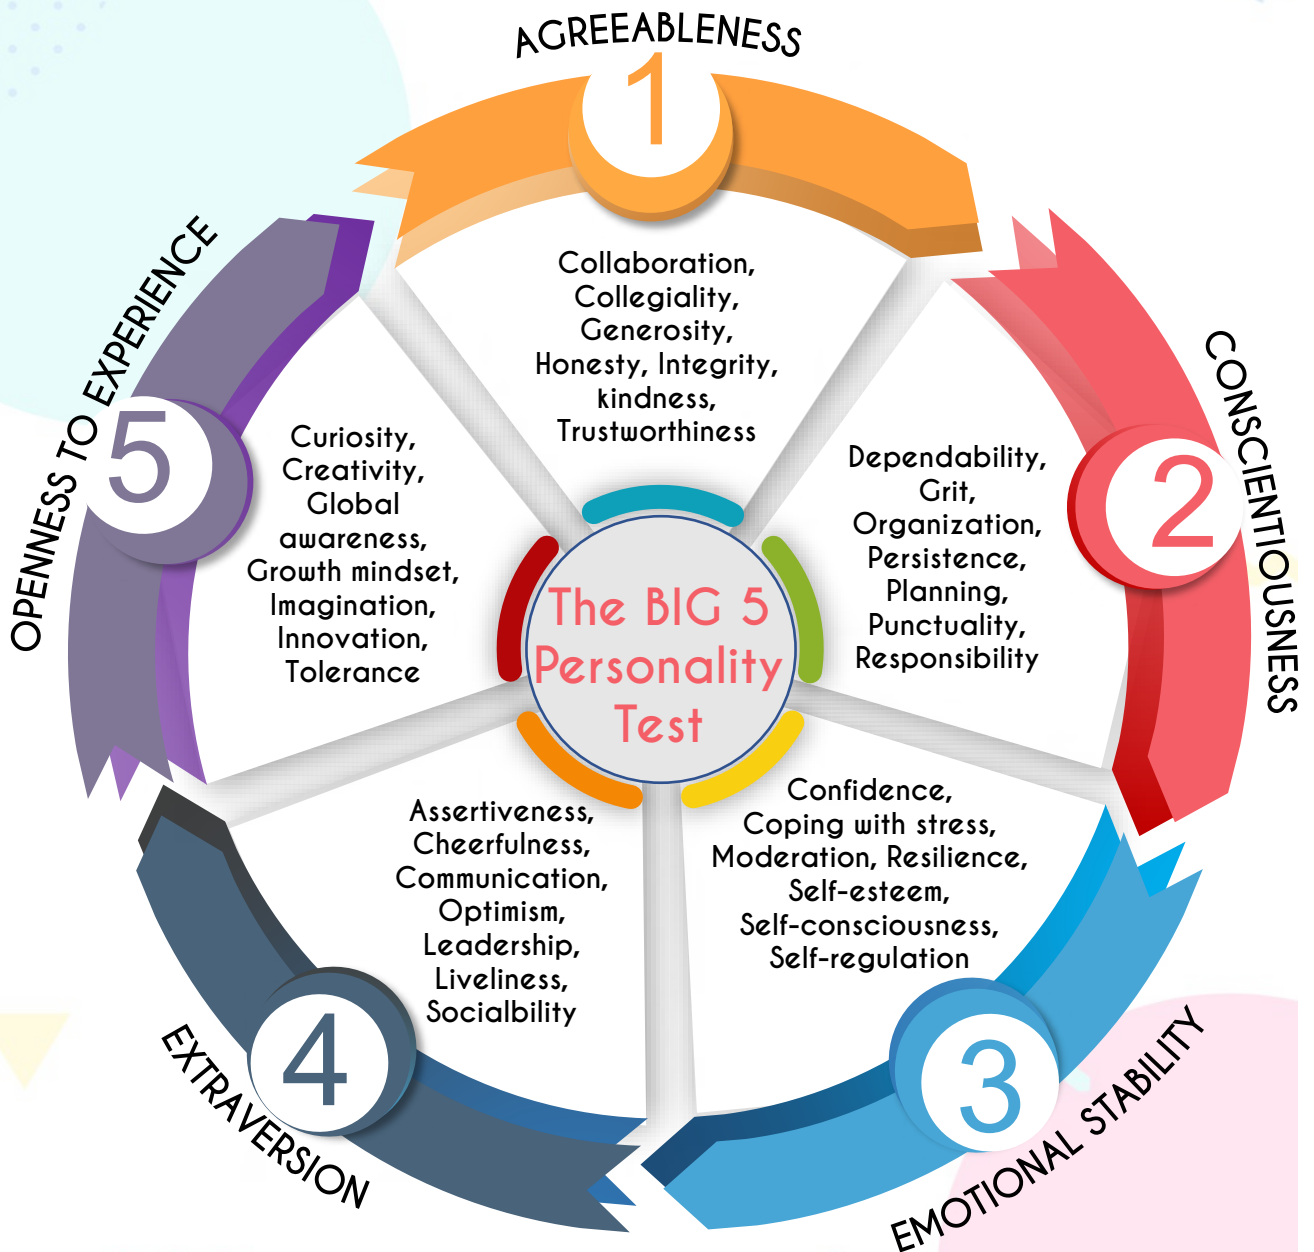 AGREEABLENESS
1
Collaboration,
Collegiality,
Generosity,
Honesty, Integrity,
kindness,
Trustworthiness
CONSCIENTIOUSNESS
2
Dependability,
Grit,
Organization,
Persistence,
Planning,
Punctuality,
Responsibility
EMOTIONAL STABILITY
3
Confidence,
Coping with stress,
Moderation, Resilience,
Self-esteem,
Self-consciousness,
Self-regulation
EXTRAVERSION
4
Assertiveness,
Cheerfulness,
Communication,
Optimism,
Leadership,
Liveliness,
Socialbility
OPENNESS TO EXPERIENCE
5
Curiosity,
Creativity,
Global
awareness,
Growth mindset,
Imagination,
Innovation,
Tolerance
The BIG 5
Personality
Test